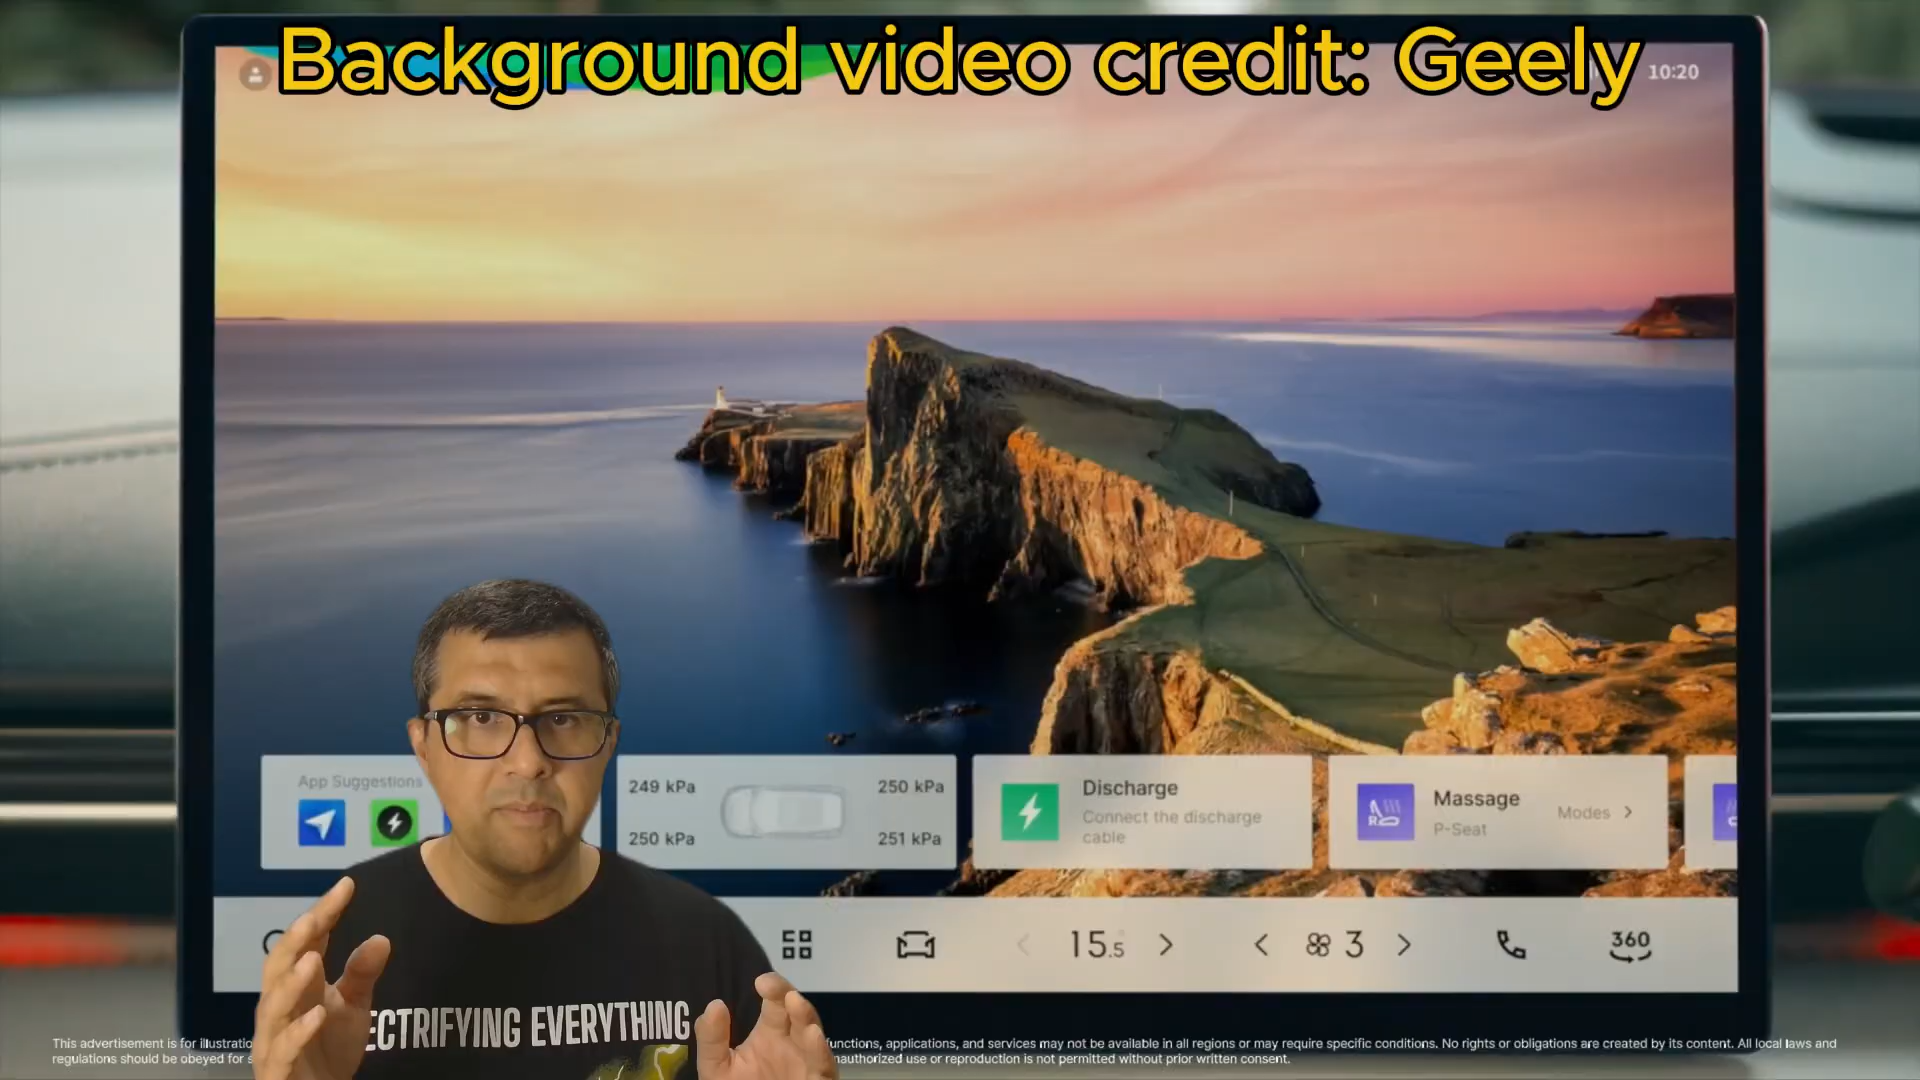 Background video credit: Geely
10:20
App Suggestions
249 kPa
250 kPa
250 kPa
251 kPa
Discharge
Connect the discharge
cable
Massage
P-Seat
Modes
15.5
3
360
ECTRIFYING EVERYTHING
This advertisement is for
unctions, applications, and services may not be available in all regions or may require specific conditions. No rights or obligations are created by its content. All local laws and
regulations should be obeyed for
nauthorized use or reproduction is not permitted without prior written consent.